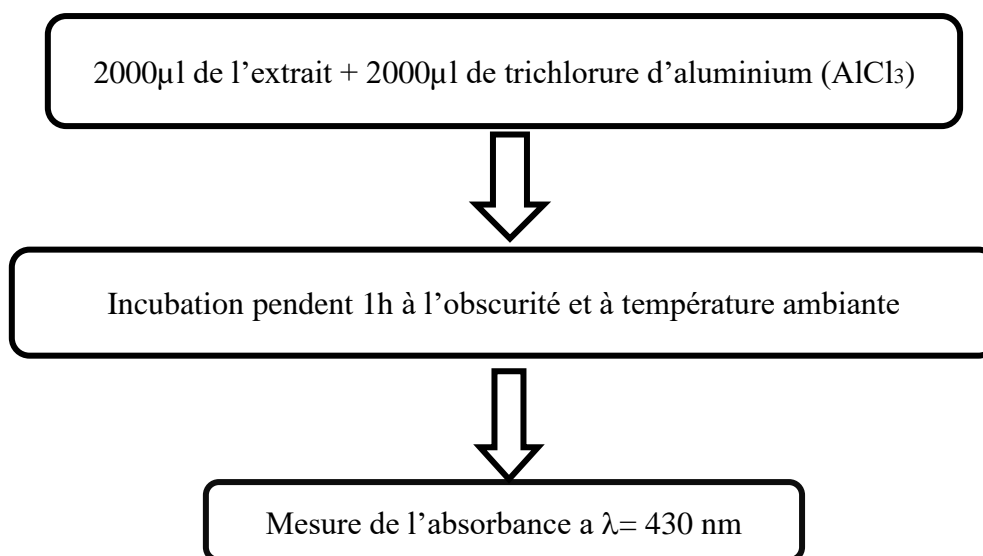 2000µl de l’extrait + 2000µl de trichlorure d’aluminium (AlCl₃)
Incubation pendent 1h à l’obscurité et à température ambiante
Mesure de l’absorbance a λ= 430 nm